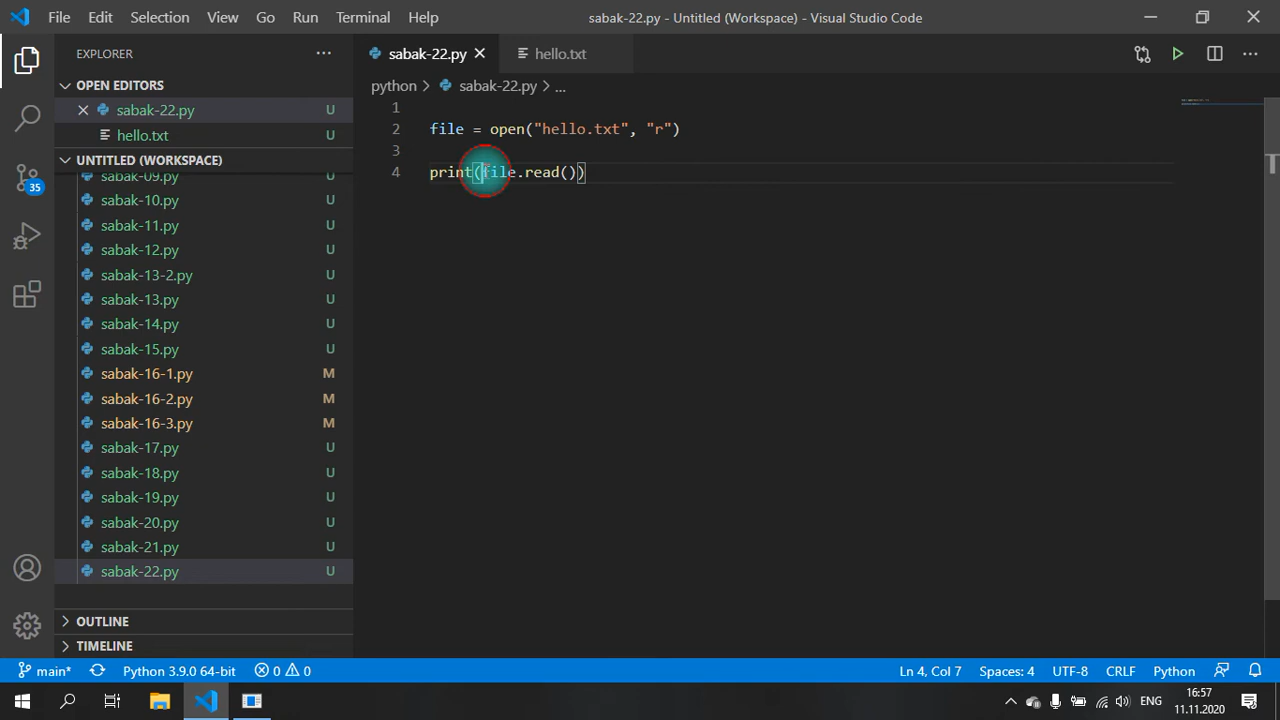 File Edit Selection View Go Run Terminal Help
sabak-22.py - Untitled (Workspace) - Visual Studio Code
EXPLORER
OPEN EDITORS
sabak-22.py U
hello.txt U
UNTITLED (WORKSPACE)
sabak-09.py U
sabak-10.py U
sabak-11.py U
sabak-12.py U
sabak-13-2.py U
sabak-13.py U
sabak-14.py U
sabak-15.py U
sabak-16-1.py M
sabak-16-2.py M
sabak-16-3.py M
sabak-17.py U
sabak-18.py U
sabak-19.py U
sabak-20.py U
sabak-21.py U
sabak-22.py U
OUTLINE
TIMELINE
35
sabak-22.py
hello.txt
python > sabak-22.py > ...
1
2 file = open("hello.txt", "r")
3
4 print(file.read())
main* Python 3.9.0 64-bit 0 0
Ln 4, Col 7 Spaces: 4 UTF-8 CRLF Python
ENG
16:57
11.11.2020